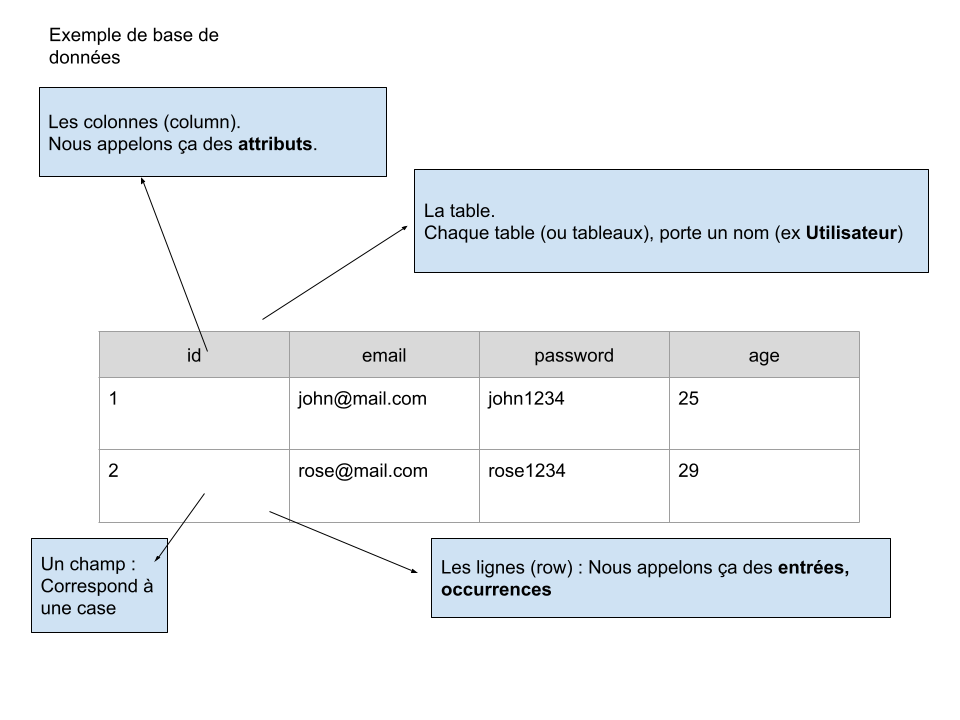 Exemple de base de
données
Les colonnes (column).
Nous appelons ça des attributs.
La table.
Chaque table (ou tableaux), porte un nom (ex Utilisateur)
id email password age
1 john@mail.com john1234 25
2 rose@mail.com rose1234 29
Un champ :
Correspond à
une case
Les lignes (row) : Nous appelons ça des entrées,
occurrences